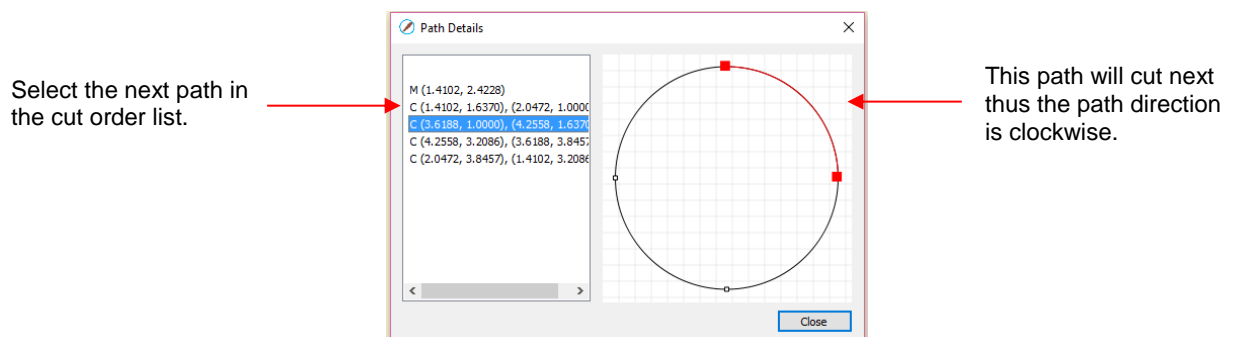 Path Details
Select the next path in
the cut order list.
M (1.4102, 2.4228)
C (1.4102, 1.6370), (2.0472, 1.000(
C (3.6188, 1.0000), (4.2558, 1.637(
C (4.2558, 3.2086), (3.6188, 3.845;
C (2.0472, 3.8457), (1.4102, 3.208(
This path will cut next
thus the path direction
is clockwise.
Close